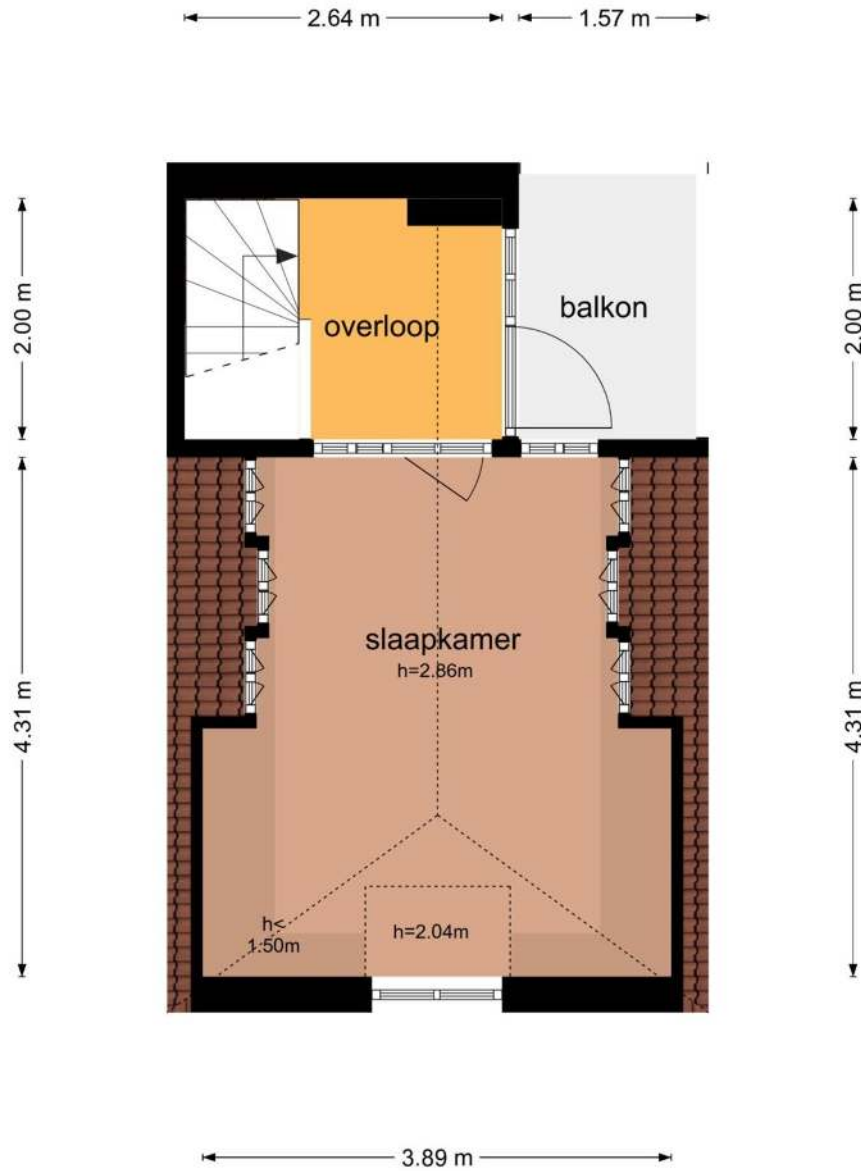 2.64 m
1.57 m
2.00 m
overloop
balkon
2.00 m
4.31 m
slaapkamer
h=2.86m
4.31 m
h<
1.50m
h=2.04m
3.89 m